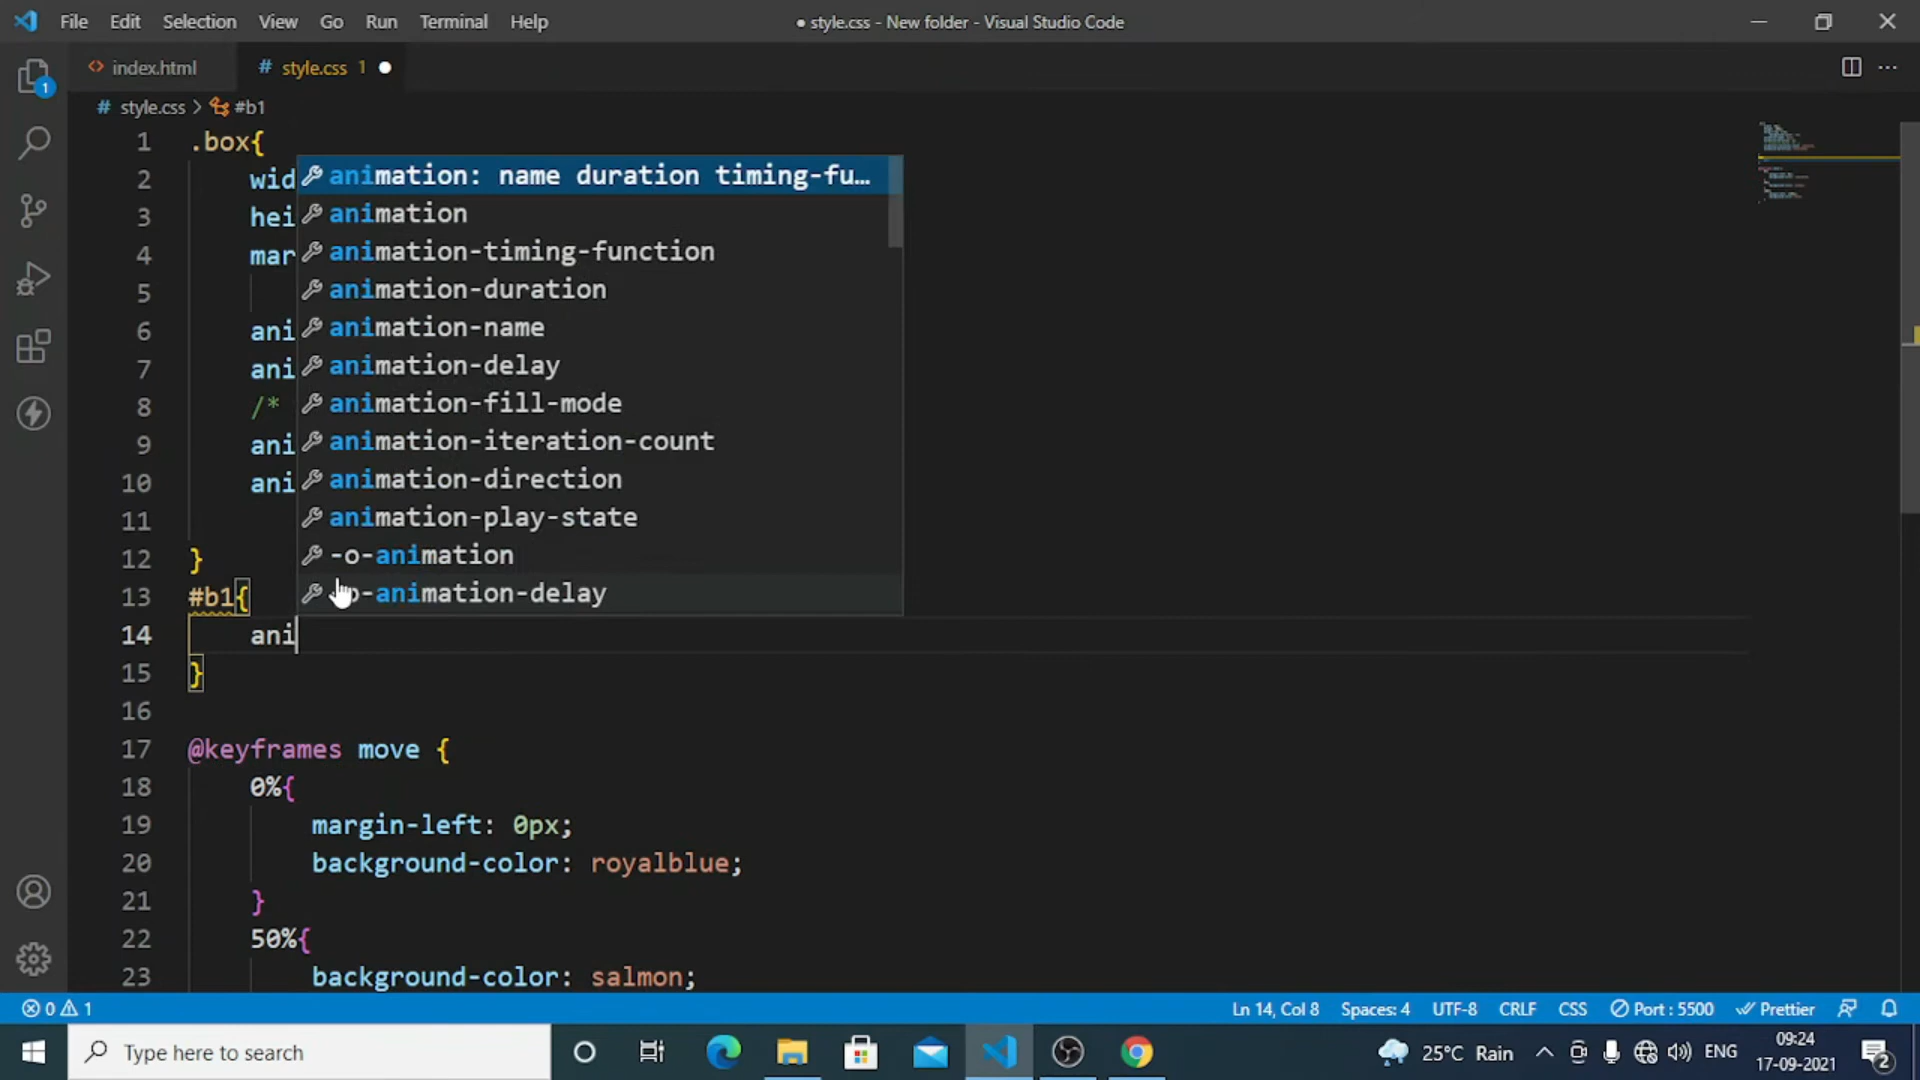 File Edit Selection View Go Run Terminal Help
● style.css - New folder - Visual Studio Code
1
<> index.html
# style.css 1 ●
# style.css > #b1
1 .box{
2 wid
3 hei
4 mar
5
6 ani
7 ani
8 /*
9 ani
10 ani
11
12 }
13 #b1{
14 ani
15 }
16
17 @keyframes move {
18 0%{
19 margin-left: 0px;
20 background-color: royalblue;
21 }
22 50%{
23 background-color: salmon;
animation: name duration timing-fu…
animation
animation-timing-function
animation-duration
animation-name
animation-delay
animation-fill-mode
animation-iteration-count
animation-direction
animation-play-state
-o-animation
-animation-delay
0 1
Ln 14, Col 8 Spaces: 4 UTF-8 CRLF CSS Port : 5500 Prettier
Type here to search
25°C Rain
ENG
09:24
17-09-2021
2